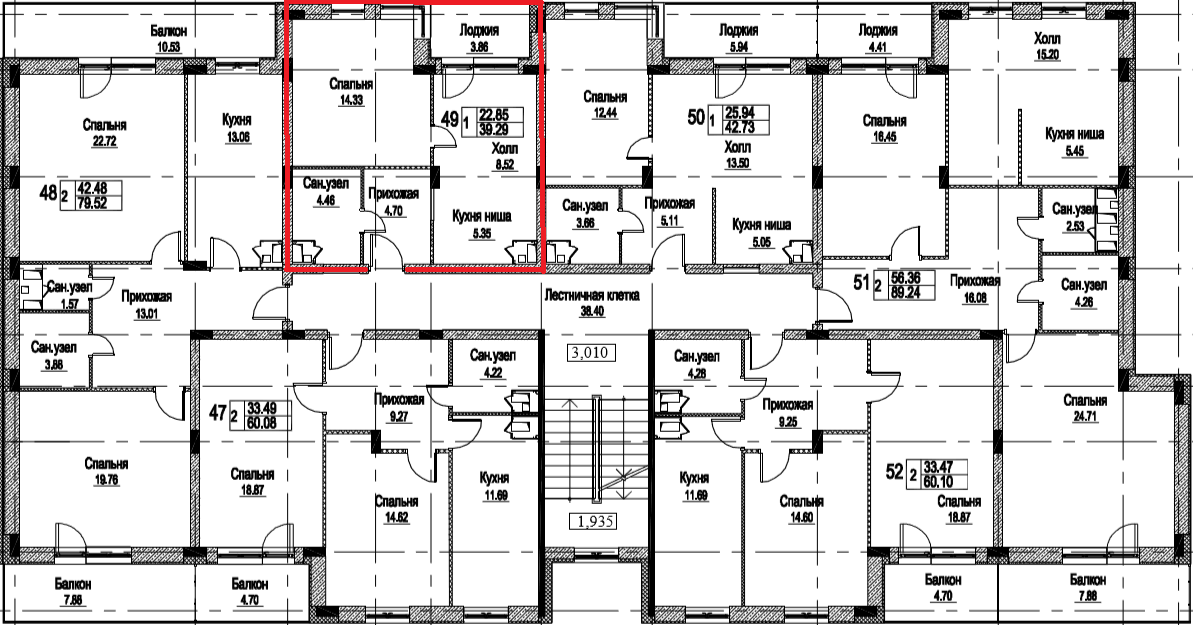 Балкон
10.53
Лоджия
3.86
Лоджия
5.94
Лоджия
4.41
Холл
15.20
Спальня
14.33
Спальня
12.44
Спальня
22.72
Кухня
13.06
49 1 22.85
39.29
Холл
8.52
50 1 25.94
42.73
Холл
13.50
Спальня
16.45
Кухня ниша
5.45
48 2 42.48
79.52
Сан.узел
4.46
Прихожая
4.70
Кухня ниша
5.35
Сан.узел
3.66
Прихожая
5.11
Кухня ниша
5.05
Сан.узел
2.53
Сан.узел
1.57
Прихожая
13.01
Лестничная клетка
38.40
51 2 56.36
89.24
Прихожая
16.08
Сан.узел
4.26
Сан.узел
3.88
Сан.узел
4.22
3,010
Сан.узел
4.28
47 2 33.49
60.08
Прихожая
9.27
Прихожая
9.25
Спальня
24.71
Спальня
19.76
Спальня
18.87
Спальня
14.62
Кухня
11.69
Кухня
11.69
Спальня
14.60
52 2 33.47
60.10
Спальня
18.87
1,935
Балкон
7.88
Балкон
4.70
Балкон
4.70
Балкон
7.88